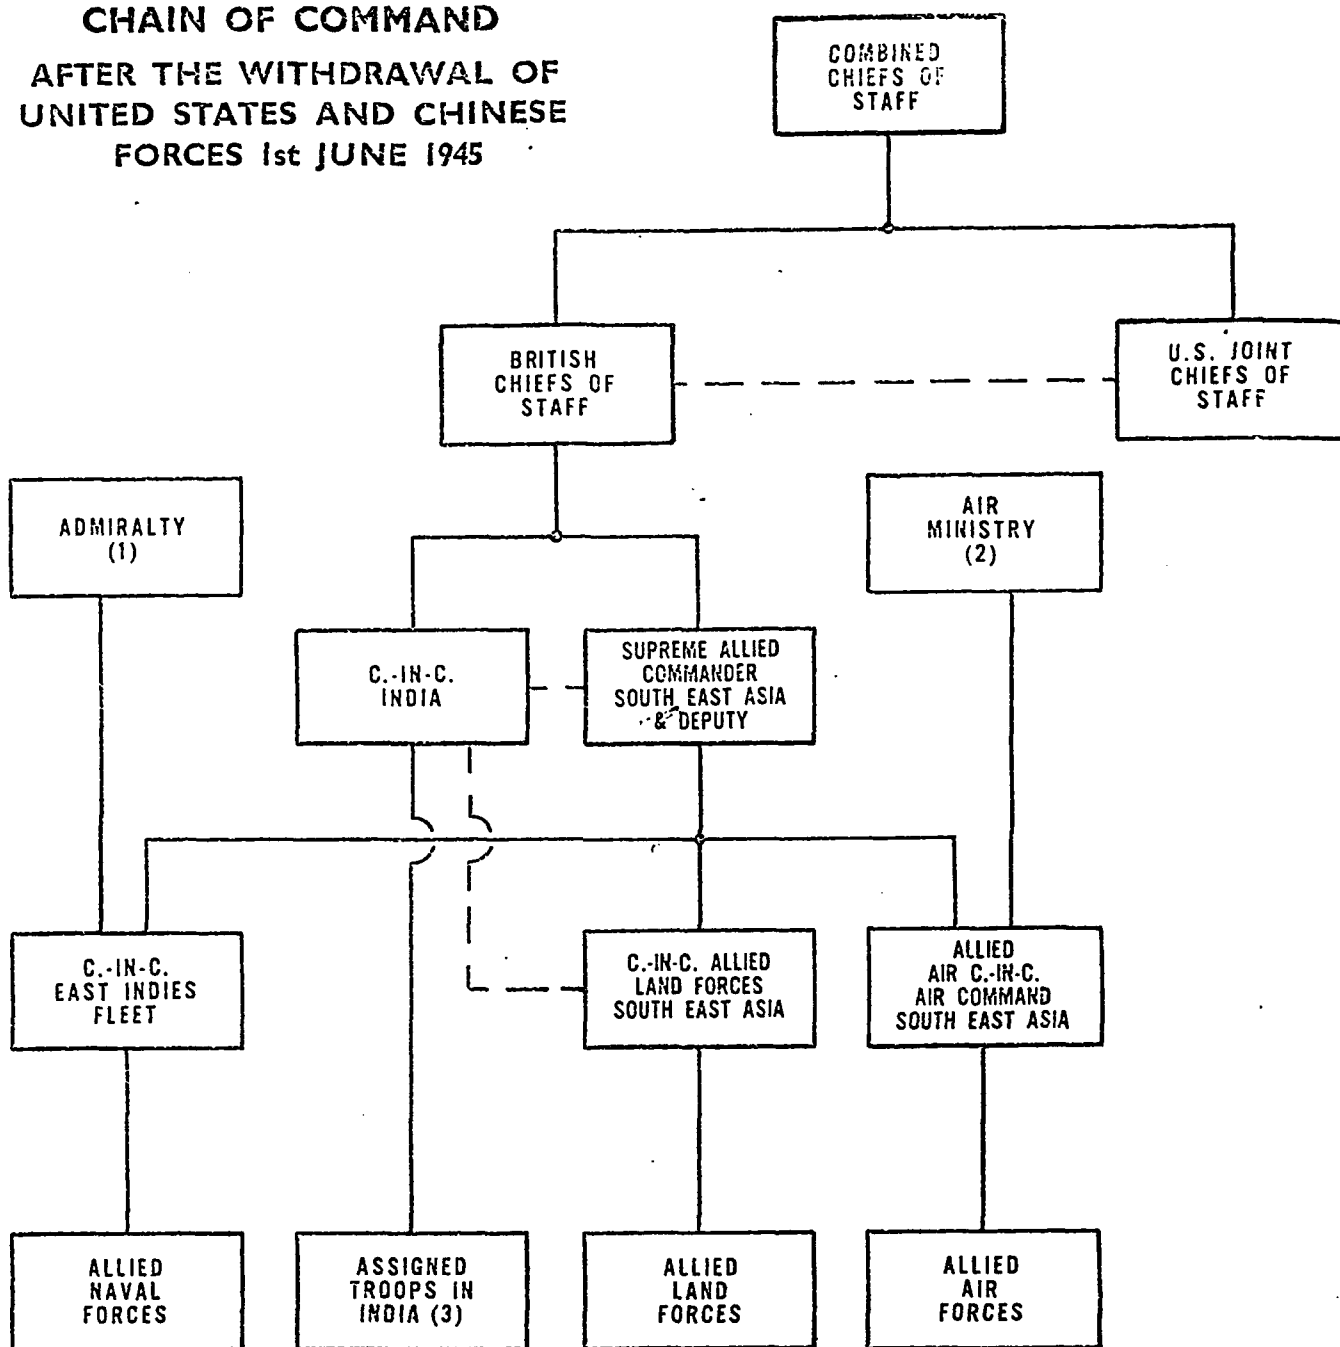 CHAIN OF COMMAND
AFTER THE WITHDRAWAL OF
UNITED STATES AND CHINESE
FORCES 1st JUNE 1945
COMBINED
CHIEFS OF
STAFF
BRITISH
CHIEFS OF
STAFF
U.S. JOINT
CHIEFS OF
STAFF
ADMIRALTY
(1)
AIR
MINISTRY
(2)
C.-IN-C.
INDIA
SUPREME ALLIED
COMMANDER
SOUTH EAST ASIA
& DEPUTY
C.-IN-C.
EAST INDIES
FLEET
C.-IN-C. ALLIED
LAND FORCES
SOUTH EAST ASIA
ALLIED
AIR C.-IN-C.
AIR COMMAND
SOUTH EAST ASIA
ALLIED
NAVAL
FORCES
ASSIGNED
TROOPS IN
INDIA (3)
ALLIED
LAND
FORCES
ALLIED
AIR
FORCES